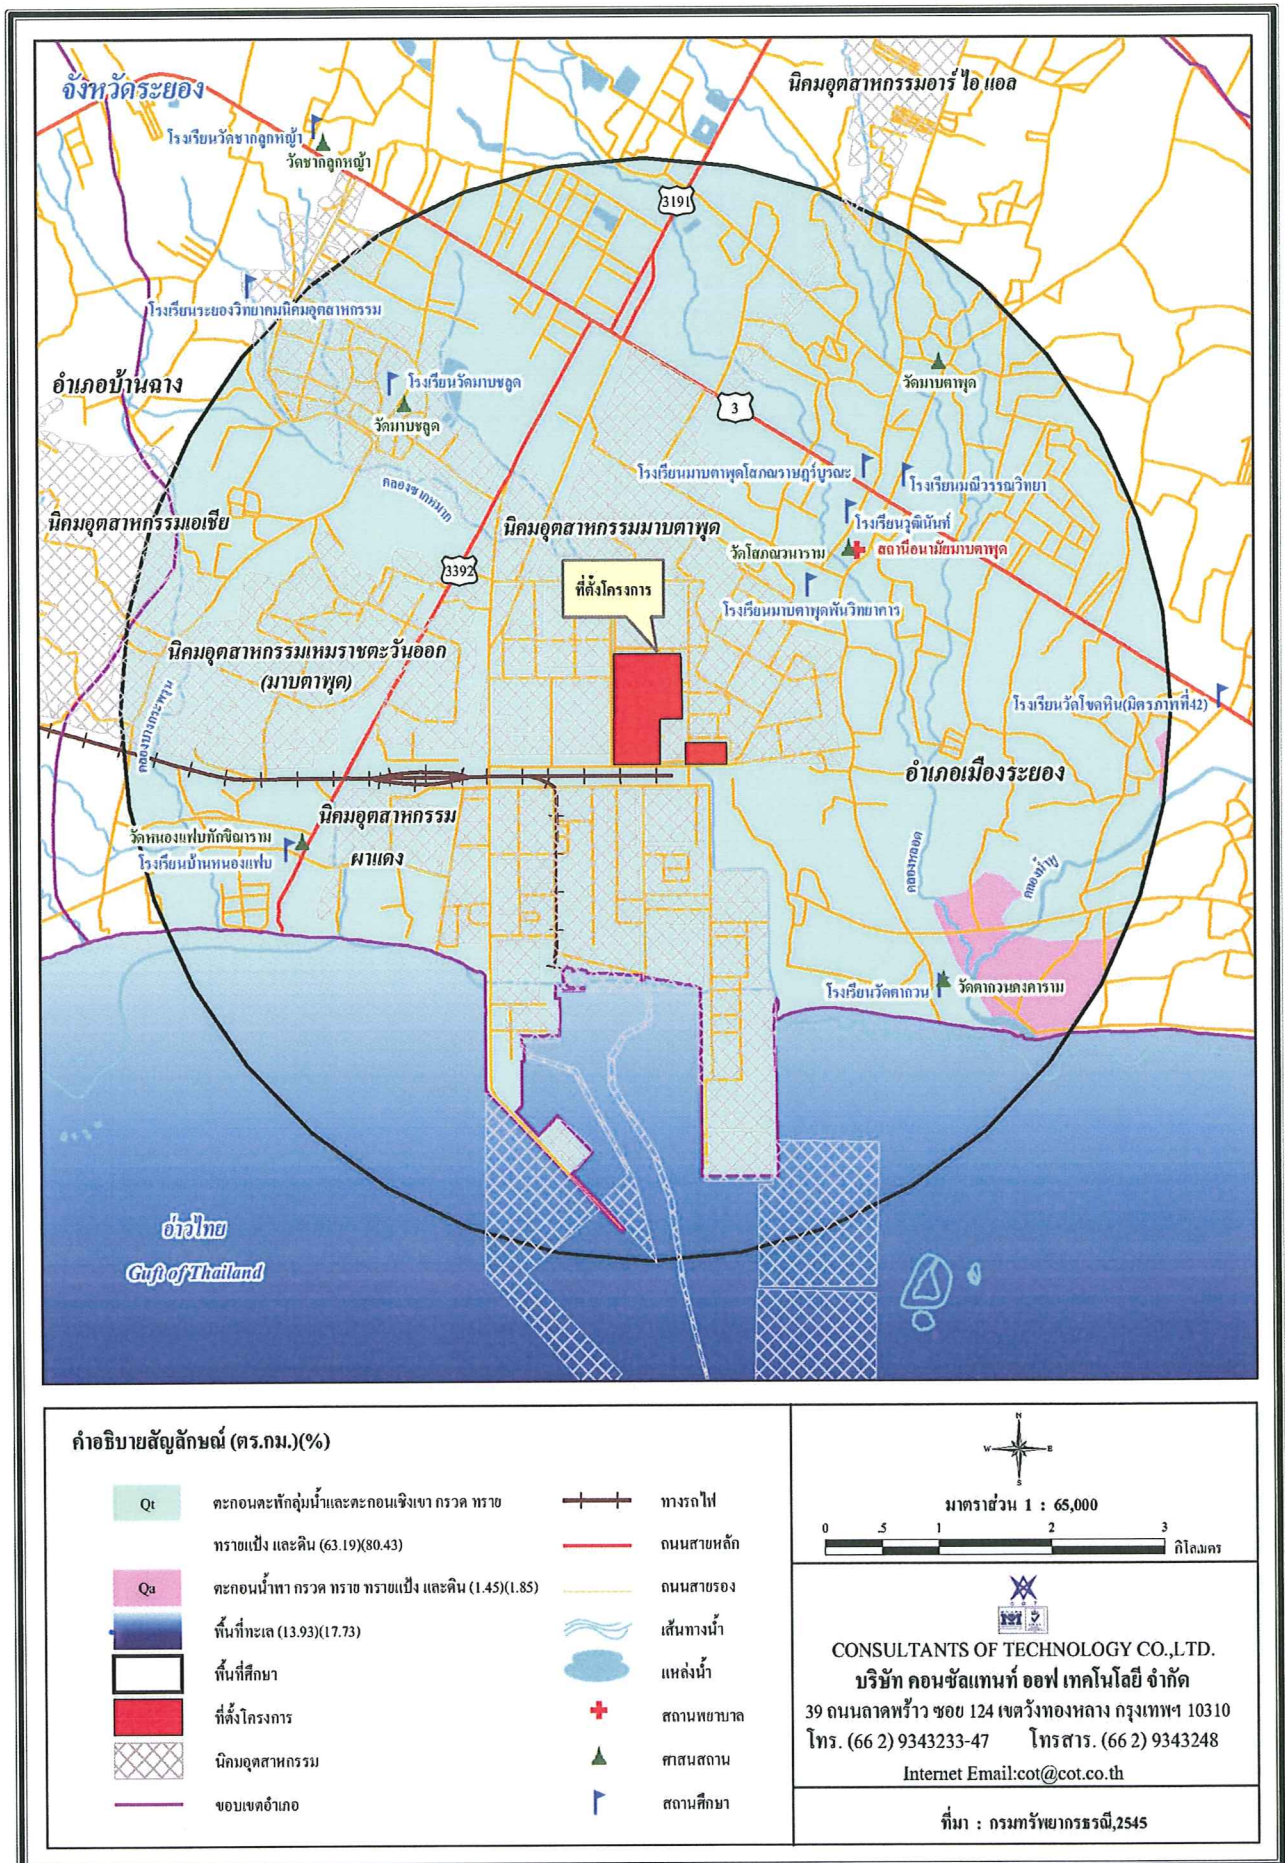 จังหวัดระยอง
นิคมอุตสาหกรรมอาร์ ไอ แอล
โรงเรียนวัดชากลูกหญ้า
วัดชากลูกหญ้า
3191
โรงเรียนระยองวิทยาคมนิคมอุตสาหกรรม
อำเภอบ้านฉาง
โรงเรียนวัดมาบชลูด
วัดมาบชลูด
วัดมาบตาพุด
3
โรงเรียนมาบตาพุดโสภณราษฎร์บูรณะ
โรงเรียนมณีวรรณวิทยา
คลองชากหมาก
นิคมอุตสาหกรรมเอเซีย
นิคมอุตสาหกรรมมาบตาพุด
โรงเรียนวุฒินันท์
วัดโสภณวนาราม
สถานีอนามัยมาบตาพุด
3392
ที่ตั้งโครงการ
โรงเรียนมาบตาพุดพันวิทยาคาร
นิคมอุตสาหกรรมเหมราชตะวันออก
(มาบตาพุด)
คลองบางกระพรุน
โรงเรียนวัดโขดหิน(มิตรภาพที่42)
อำเภอเมืองระยอง
นิคมอุตสาหกรรม
ผาแดง
วัดหนองแฟบทักขิณาราม
โรงเรียนบ้านหนองแฟบ
คลองหลอด
คลองน้ำหู
โรงเรียนวัดตากวน
วัดตากวนคงคาราม
อ่าวไทย
Guft of Thailand
คำอธิบายสัญลักษณ์ (ตร.กม.)(%)
Qt
ตะกอนตะพักลุ่มน้ำและตะกอนเชิงเขา กรวด ทราย
ทรายแป้ง และดิน (63.19)(80.43)
Qa
ตะกอนน้ำพา กรวด ทราย ทรายแป้ง และดิน (1.45)(1.85)
พื้นที่ทะเล (13.93)(17.73)
พื้นที่ศึกษา
ที่ตั้งโครงการ
นิคมอุตสาหกรรม
ขอบเขตอำเภอ
ทางรถไฟ
ถนนสายหลัก
ถนนสายรอง
เส้นทางน้ำ
แหล่งน้ำ
สถานพยาบาล
ศาสนสถาน
สถานศึกษา
N
W E
S
มาตราส่วน 1 : 65,000
0 .5 1 2 3
กิโลเมตร
CONSULTANTS OF TECHNOLOGY CO.,LTD.
บริษัท คอนซัลแทนท์ ออฟ เทคโนโลยี จำกัด
39 ถนนลาดพร้าว ซอย 124 เขตวังทองหลาง กรุงเทพฯ 10310
โทร. (66 2) 9343233-47 โทรสาร. (66 2) 9343248
Internet Email:cot@cot.co.th
ที่มา : กรมทรัพยากรธรณี,2545